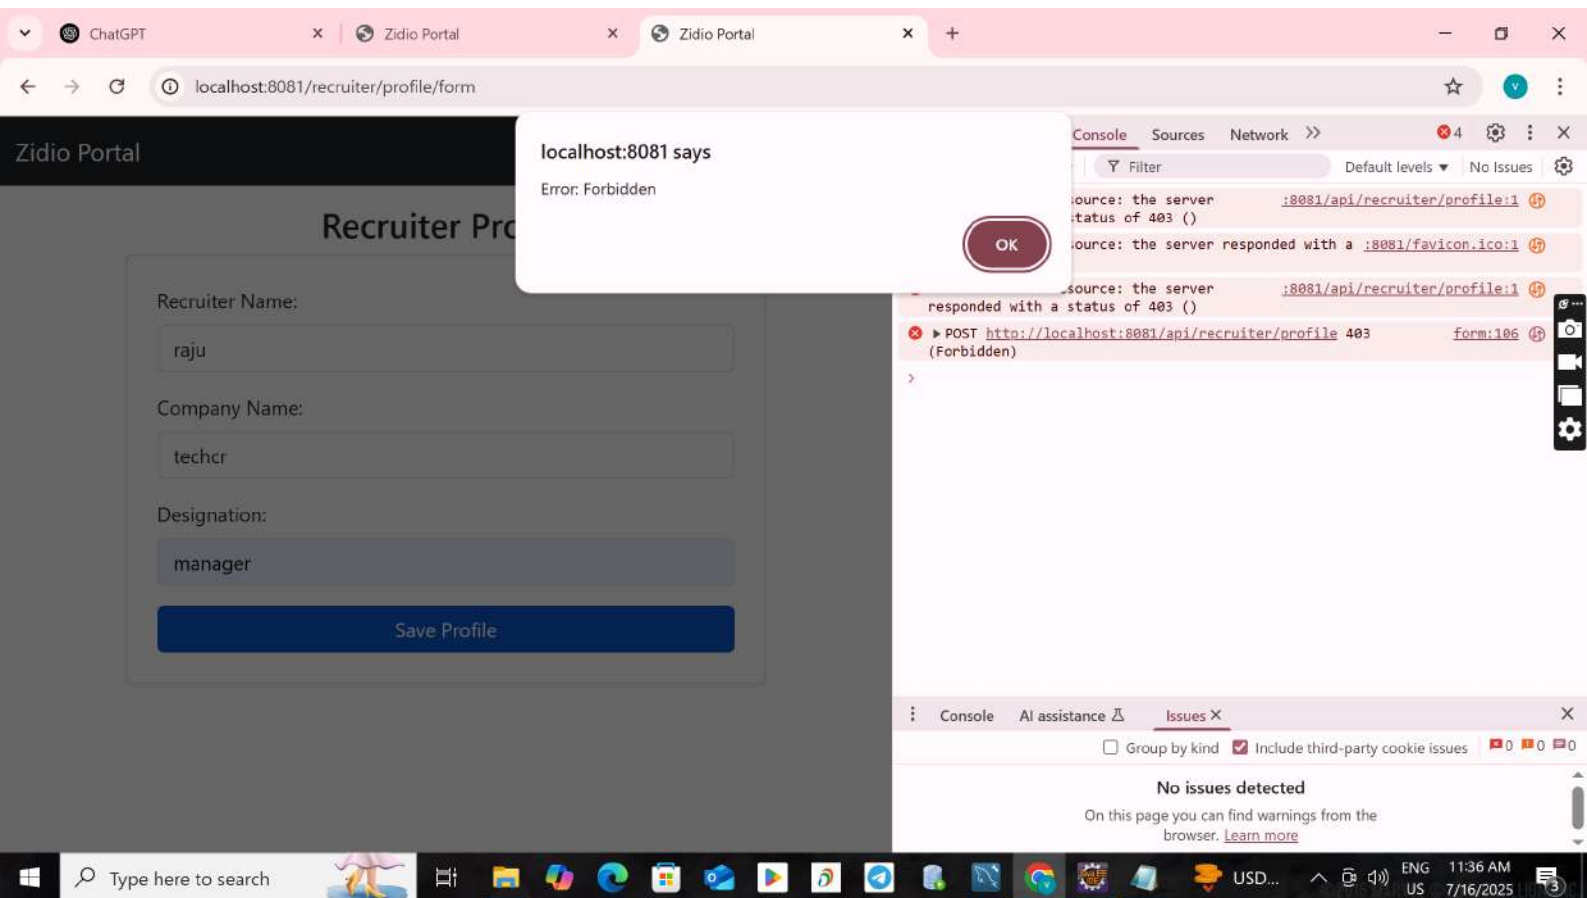 ChatGPT
Zidio Portal
Zidio Portal
localhost:8081/recruiter/profile/form
V
Zidio Portal
localhost:8081 says
Error: Forbidden
OK
Recruiter Pro
Recruiter Name:
raju
Company Name:
techcr
Designation:
manager
Save Profile
Console Sources Network
4
Filter
Default levels ▼
No Issues
source: the server :8081/api/recruiter/profile:1
status of 403 ()
source: the server responded with a :8081/favicon.ico:1
source: the server :8081/api/recruiter/profile:1
responded with a status of 403 ()
▶ POST http://localhost:8081/api/recruiter/profile 403 form:106
(Forbidden)
Console AI assistance Issues
Group by kind Include third-party cookie issues 0 0 0
No issues detected
On this page you can find warnings from the
browser. Learn more
Type here to search
USD...
ENG
US
11:36 AM
7/16/2025
3